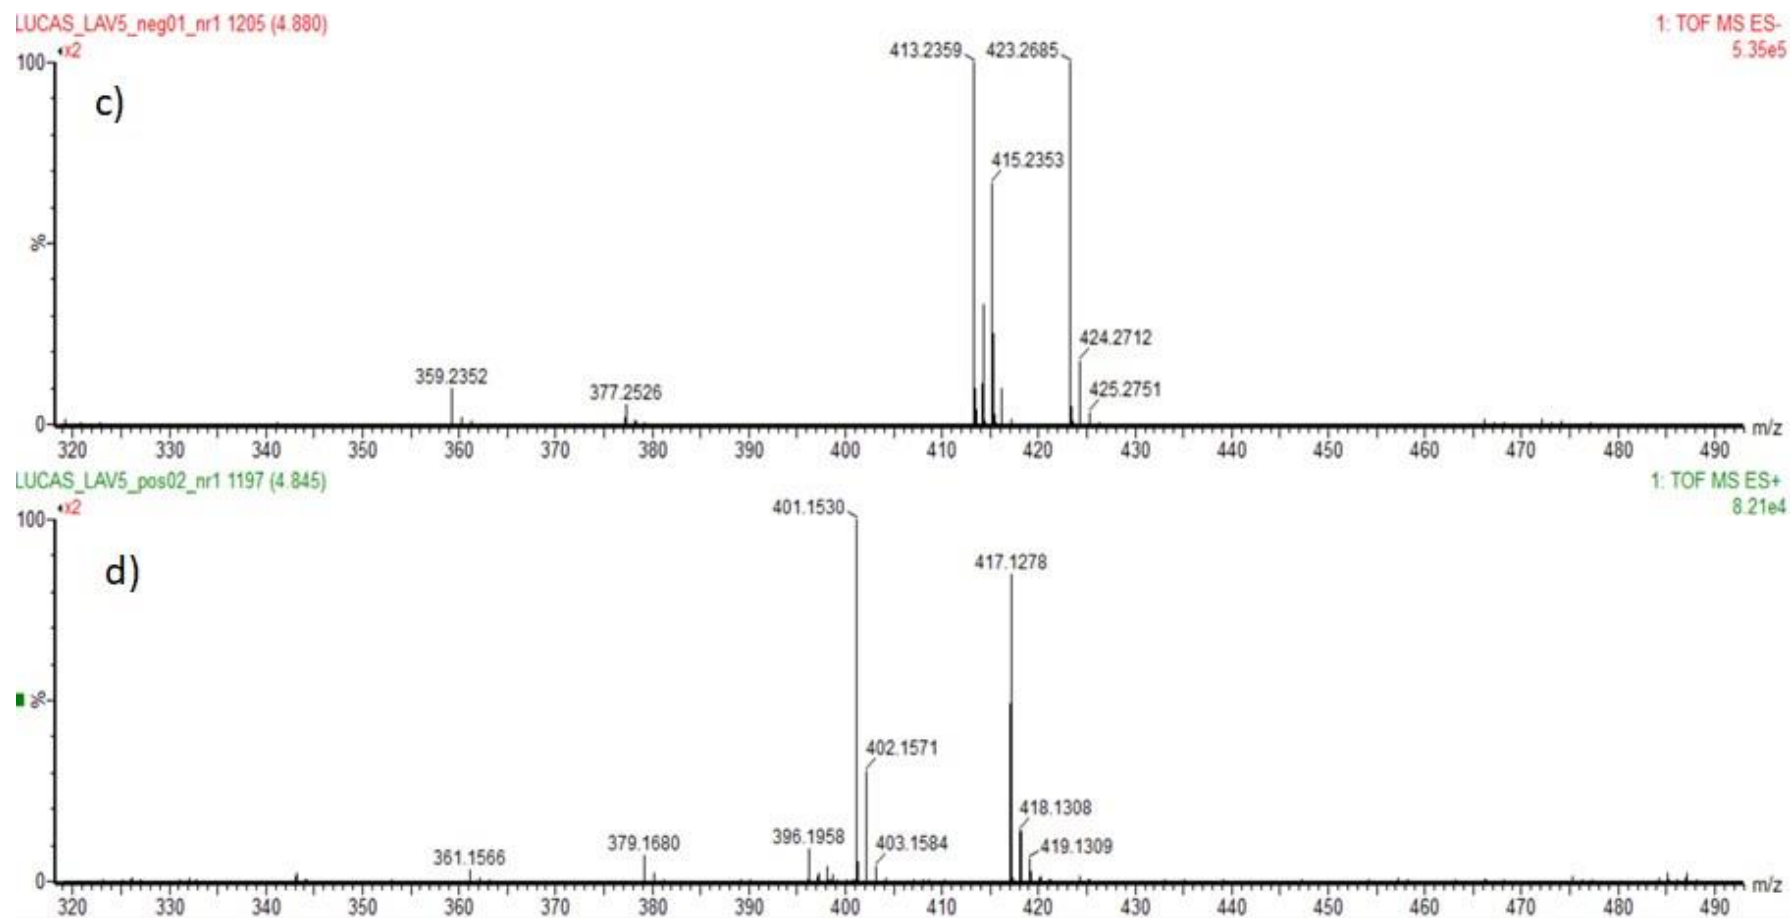 LUCAS_LAV5_neg01_nr1 1205 (4.880)
1: TOF MS ES-
5.35e5
x2
100
%
0
c)
413.2359
423.2685
415.2353
424.2712
425.2751
359.2352
377.2526
320 330 340 350 360 370 380 390 400 410 420 430 440 450 460 470 480 490 m/z
LUCAS_LAV5_pos02_nr1 1197 (4.845)
1: TOF MS ES+
8.21e4
x2
100
%
0
d)
401.1530
417.1278
402.1571
418.1308
396.1958
403.1584
419.1309
379.1680
361.1566
320 330 340 350 360 370 380 390 400 410 420 430 440 450 460 470 480 490 m/z